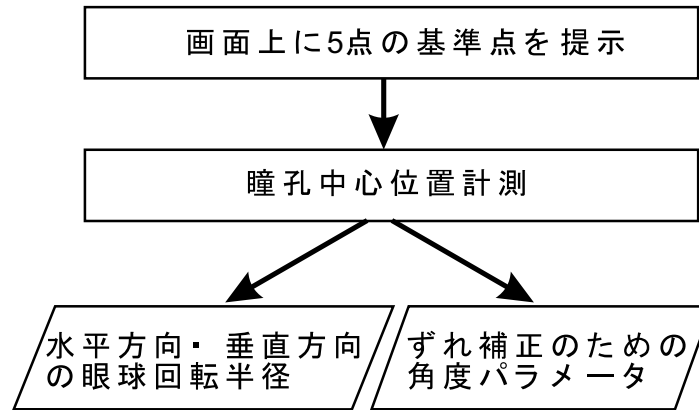 画面上に5点の基準点を提示
瞳孔中心位置計測
水平方向・垂直方向
の眼球回転半径
ずれ補正のための
角度パラメータ